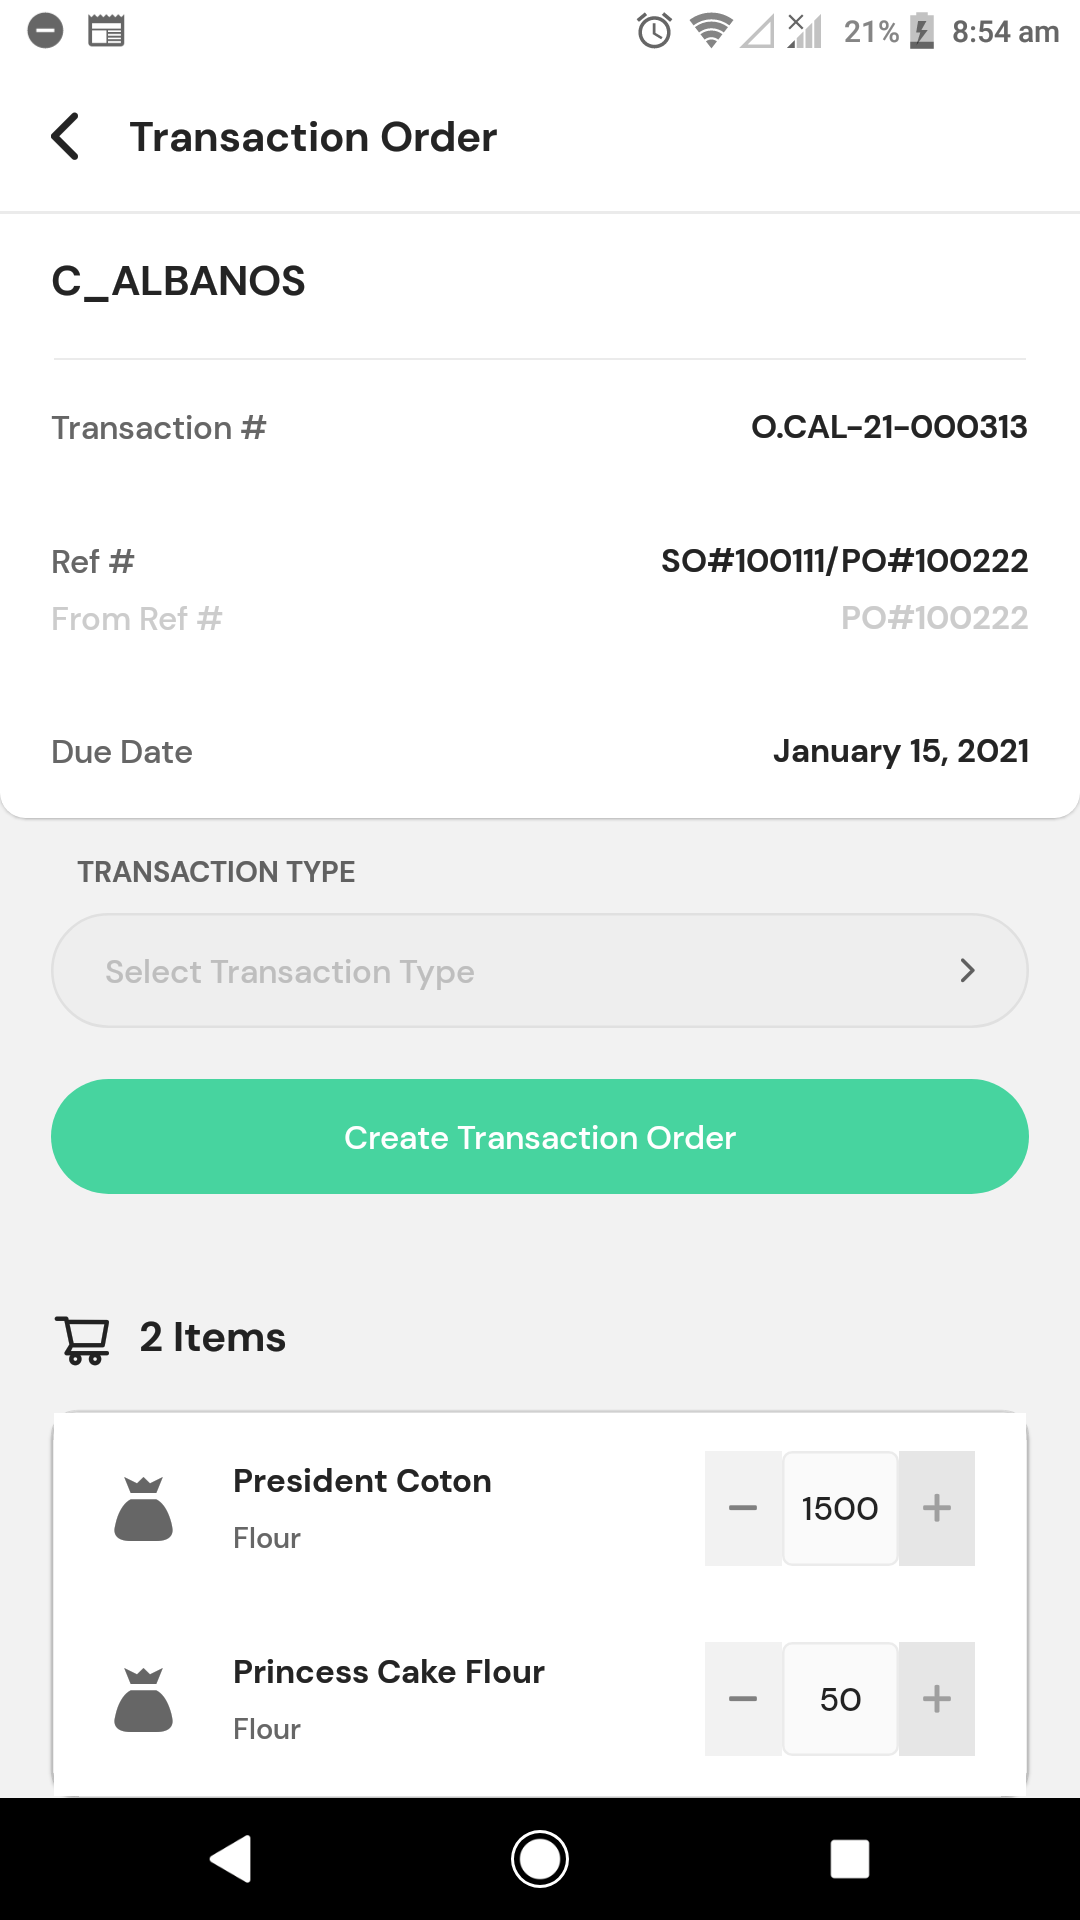 21% 8:54 am
Transaction Order
C_ALBANOS
Transaction # O.CAL-21-000313
Ref # SO#100111/PO#100222
From Ref # PO#100222
Due Date January 15, 2021
TRANSACTION TYPE
Select Transaction Type
Create Transaction Order
2 Items
President Coton
Flour
1500
Princess Cake Flour
Flour
50